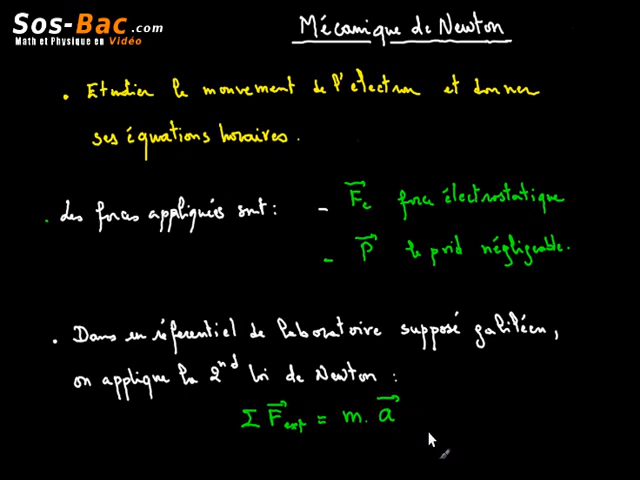 Sos-Bac.com
Math et Physique en Vidéo
Mécanique de Newton
• Etudier le mouvement de l'électron et donner
ses équations horaires.
. Les forces appliquées sont : - F⃗e force électrostatique
- P⃗ le poid négligeable.
• Dans un référentiel de laboratoire supposé galiléen,
on applique la 2nd loi de Newton :
Σ F⃗ext = m. a⃗